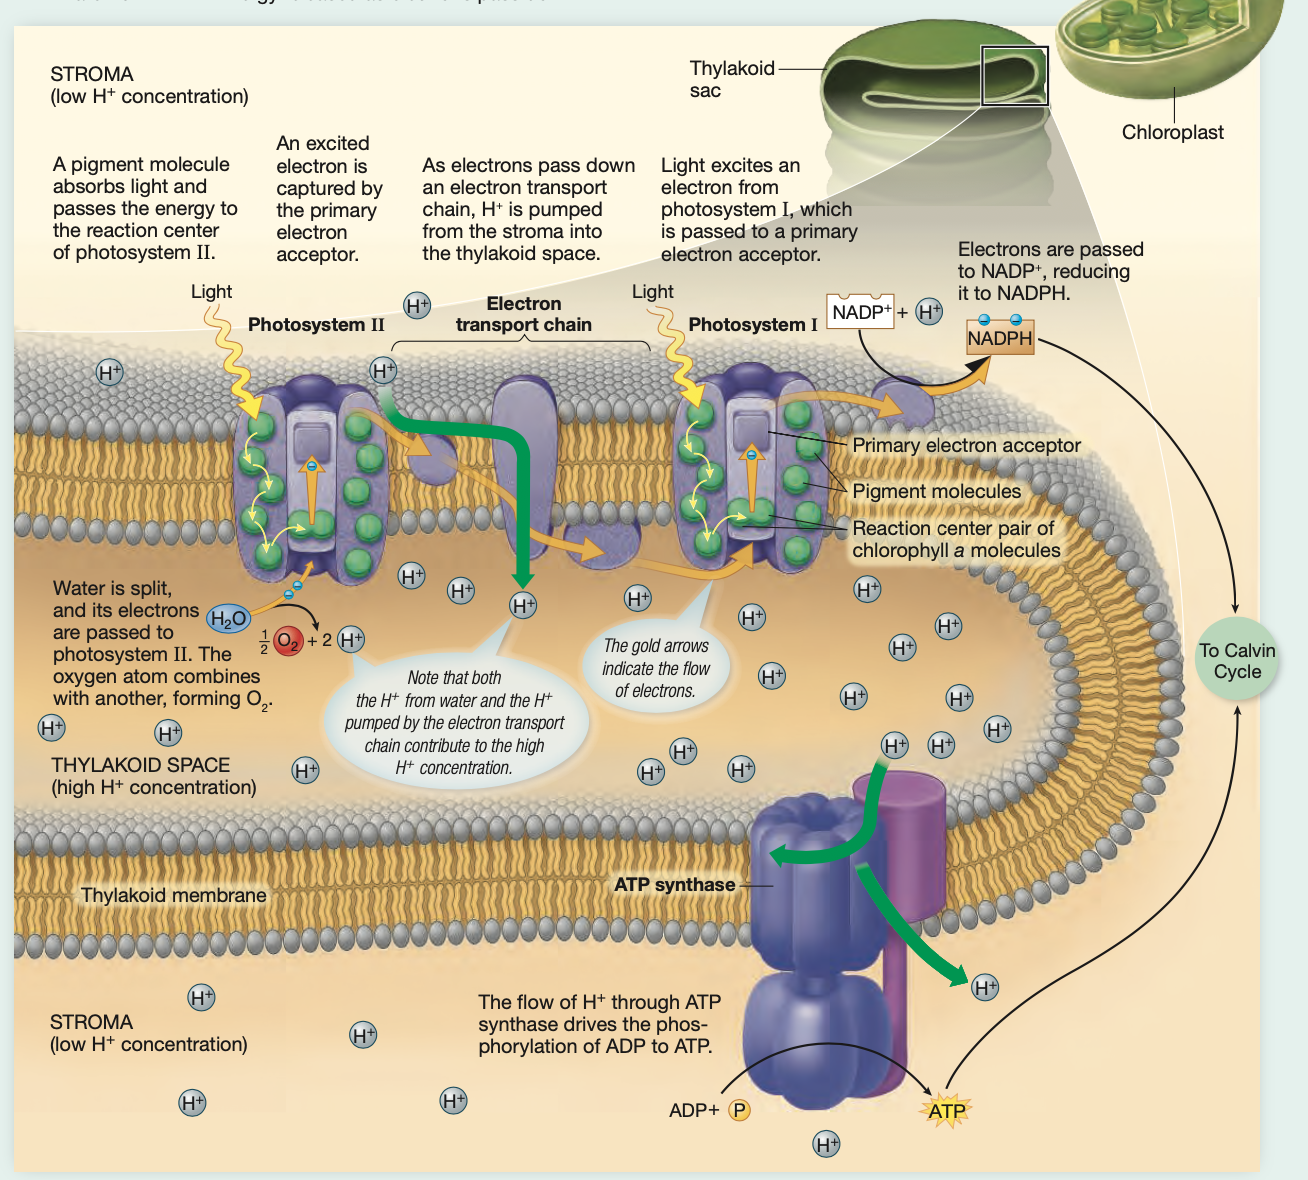 STROMA
(low H⁺ concentration)
Thylakoid
sac
Chloroplast
A pigment molecule
absorbs light and
passes the energy to
the reaction center
of photosystem II.
An excited
electron is
captured by
the primary
electron
acceptor.
As electrons pass down
an electron transport
chain, H⁺ is pumped
from the stroma into
the thylakoid space.
Light excites an
electron from
photosystem I, which
is passed to a primary
electron acceptor.
Electrons are passed
to NADP⁺, reducing
it to NADPH.
Light
Photosystem II
H⁺
Electron
transport chain
Light
Photosystem I
NADP⁺ + H⁺
NADPH
H⁺
H⁺
Primary electron acceptor
Pigment molecules
Reaction center pair of
chlorophyll a molecules
Water is split,
and its electrons
are passed to
photosystem II. The
oxygen atom combines
with another, forming O₂.
H₂O
½ O₂ + 2 H⁺
H⁺
H⁺
H⁺
H⁺
H⁺
H⁺
H⁺
H⁺
The gold arrows
indicate the flow
of electrons.
Note that both
the H⁺ from water and the H⁺
pumped by the electron transport
chain contribute to the high
H⁺ concentration.
To Calvin
Cycle
H⁺
H⁺
H⁺
H⁺
H⁺
H⁺
H⁺
H⁺
H⁺
H⁺
H⁺
H⁺
H⁺
THYLAKOID SPACE
(high H⁺ concentration)
Thylakoid membrane
ATP synthase
H⁺
H⁺
STROMA
(low H⁺ concentration)
H⁺
H⁺
H⁺
The flow of H⁺ through ATP
synthase drives the phos-
phorylation of ADP to ATP.
ADP+ P
ATP
H⁺